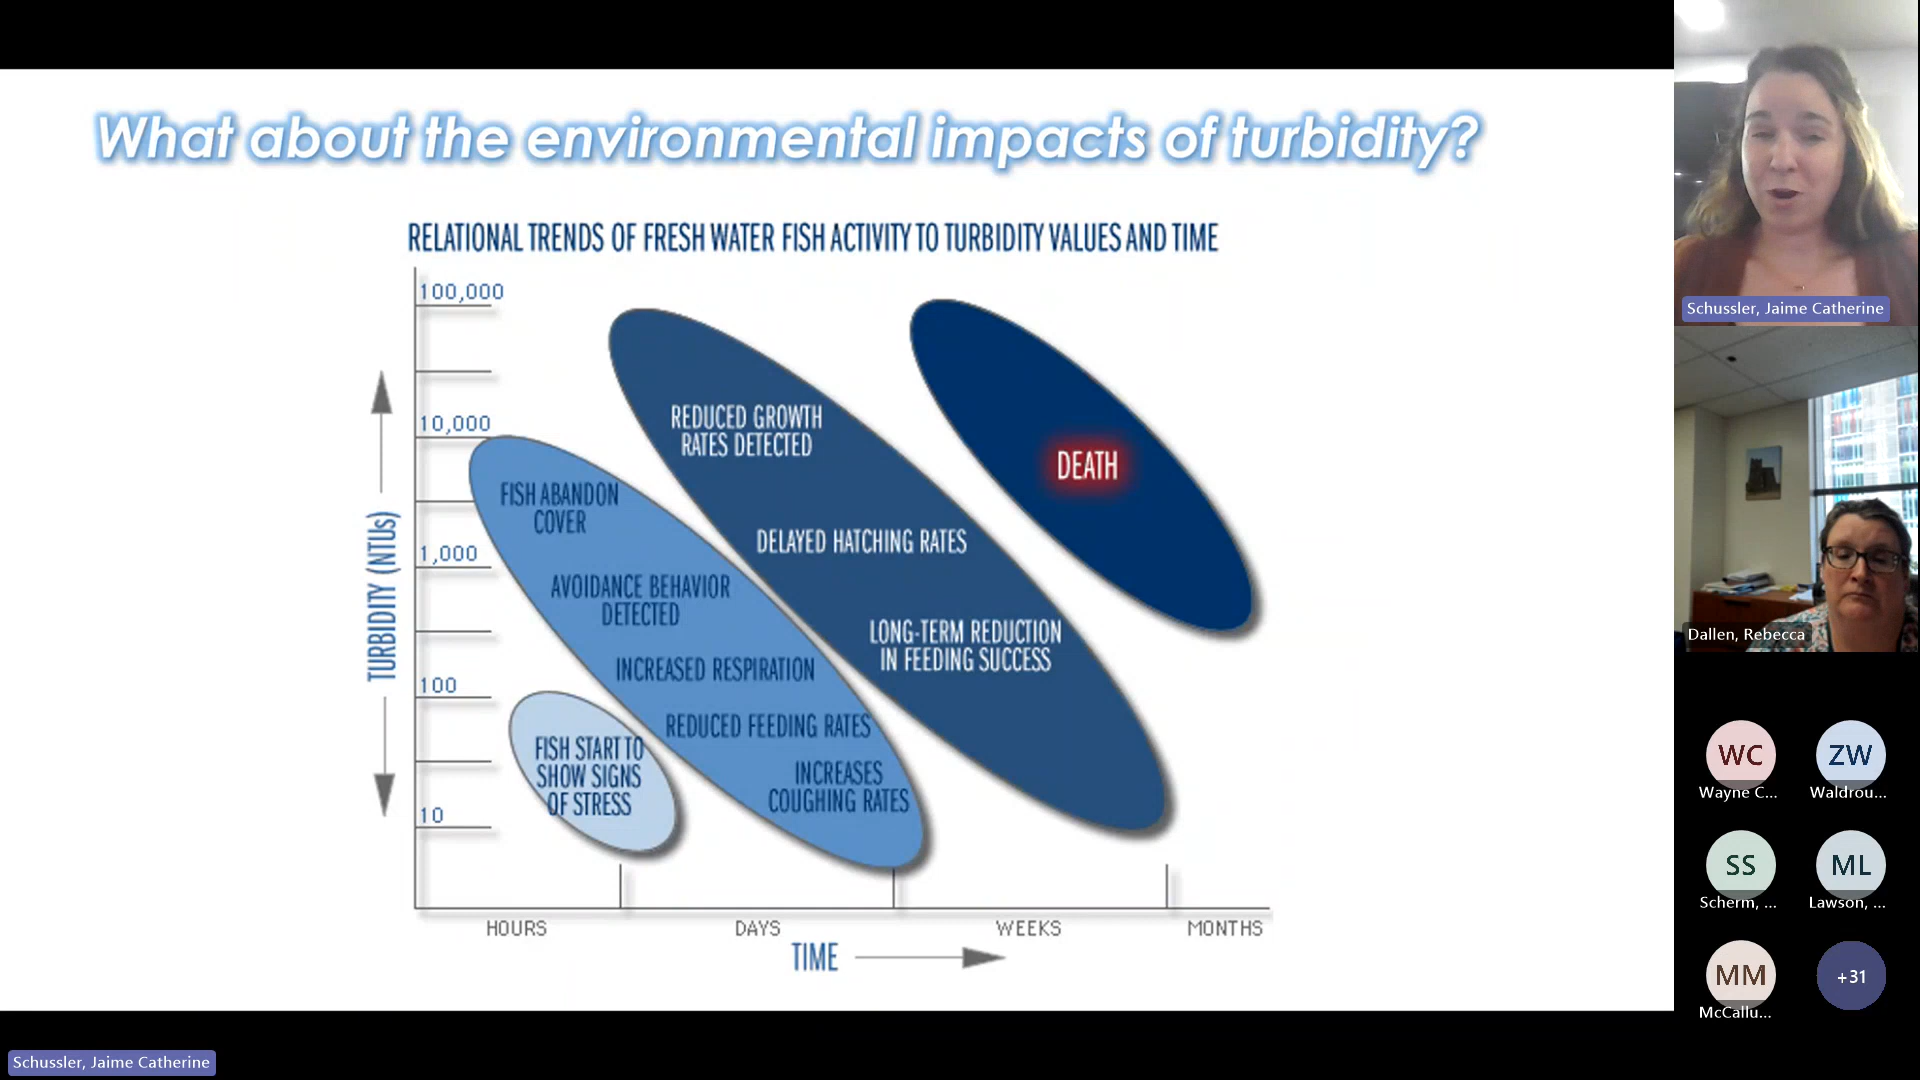 What about the environmental impacts of turbidity?
RELATIONAL TRENDS OF FRESH WATER FISH ACTIVITY TO TURBIDITY VALUES AND TIME
100,000
10,000
1,000
100
10
TURBIDITY (NTUs)
FISH ABANDON
COVER
AVOIDANCE BEHAVIOR
DETECTED
INCREASED RESPIRATION
REDUCED FEEDING RATES
INCREASES
COUGHING RATES
FISH START TO
SHOW SIGNS
OF STRESS
REDUCED GROWTH
RATES DETECTED
DELAYED HATCHING RATES
LONG-TERM REDUCTION
IN FEEDING SUCCESS
DEATH
HOURS
DAYS
WEEKS
MONTHS
TIME
Schussler, Jaime Catherine
Dallen, Rebecca
WC
Wayne C...
ZW
Waldrou...
SS
Scherm, ...
ML
Lawson, ...
MM
McCallu...
+31
Schussler, Jaime Catherine